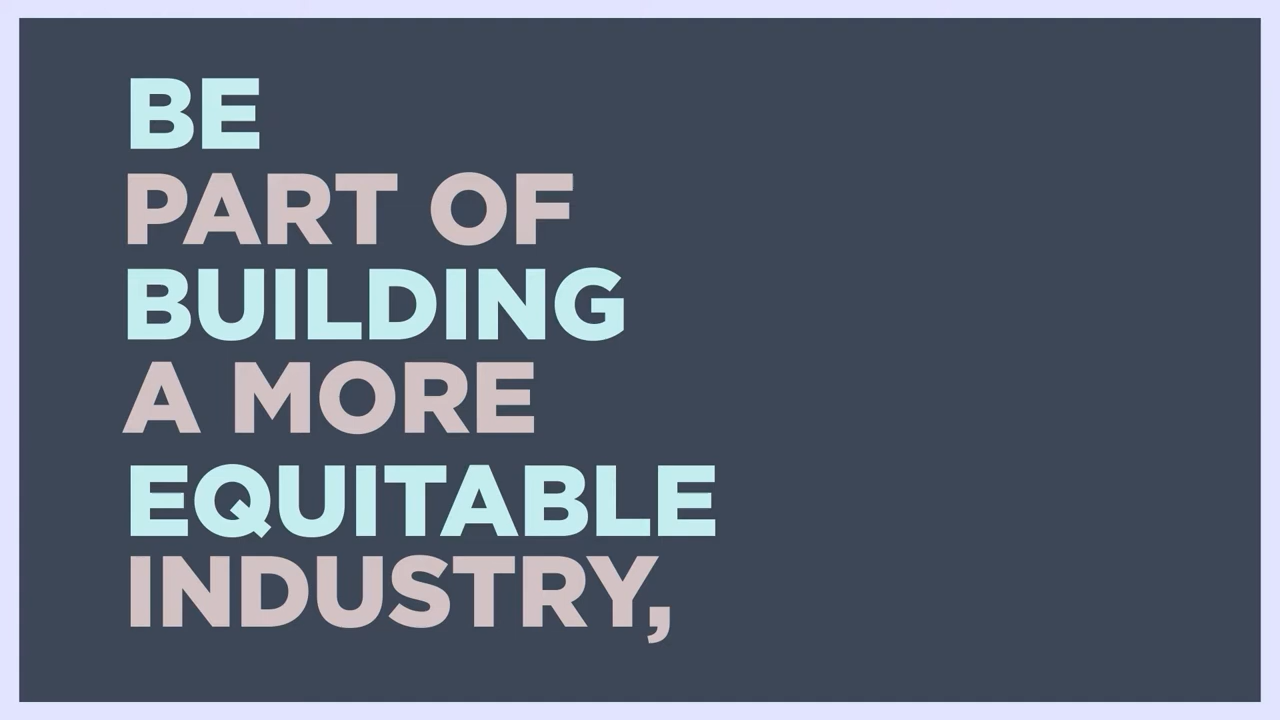 BE
PART OF
BUILDING
A MORE
EQUITABLE
INDUSTRY,